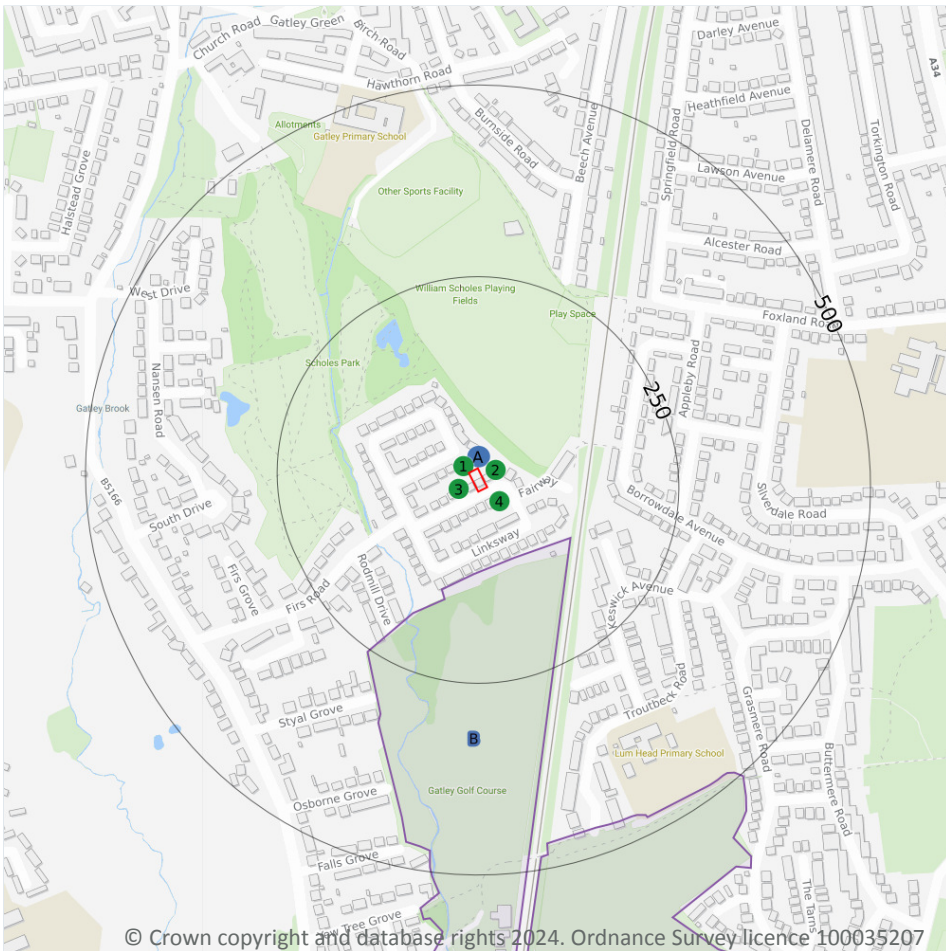 Church Road
Gatley Green
Birch Road
Darley Avenue
A34
Hawthorn Road
Heathfield Avenue
Allotments
Gatley Primary School
Burnside Road
Beech Avenue
Springfield Road
Delamere Road
Torkington Road
Lawson Avenue
Halstead Grove
Other Sports Facility
Alcester Road
West Drive
William Scholes Playing
Fields
Play Space
Foxland Road
500
Scholes Park
Appleby Road
250
Nansen Road
Gatley Brook
B5166
A
1
2
3
4
Fairway
South Drive
Borrowdale Avenue
Silverdale Road
Linksway
Firs Grove
Firs Road
Rodmill Drive
Keswick Avenue
Troutbeck Road
Grasmere Road
Styal Grove
B
Lum Head Primary School
Buttermere Road
Osborne Grove
Gatley Golf Course
Falls Grove
Yaw Tree Grove
The Tarns
© Crown copyright and database rights 2024. Ordnance Survey licence 100035207